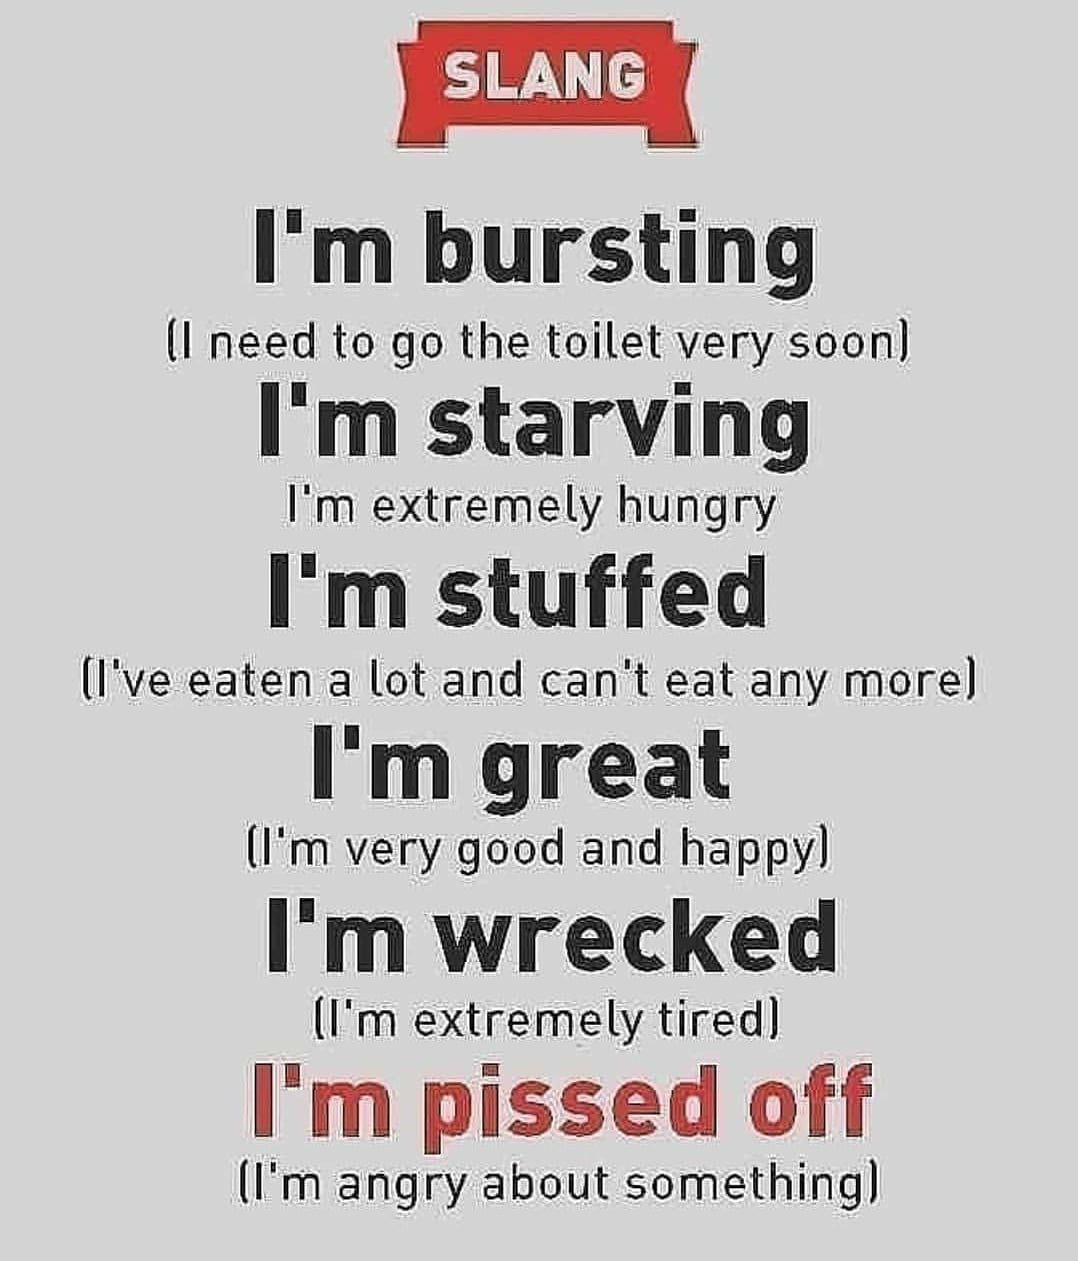 SLANG
I'm bursting
(I need to go the toilet very soon)
I'm starving
I'm extremely hungry
I'm stuffed
(I've eaten a lot and can't eat any more)
I'm great
(I'm very good and happy)
I'm wrecked
(I'm extremely tired)
I'm pissed off
(I'm angry about something)